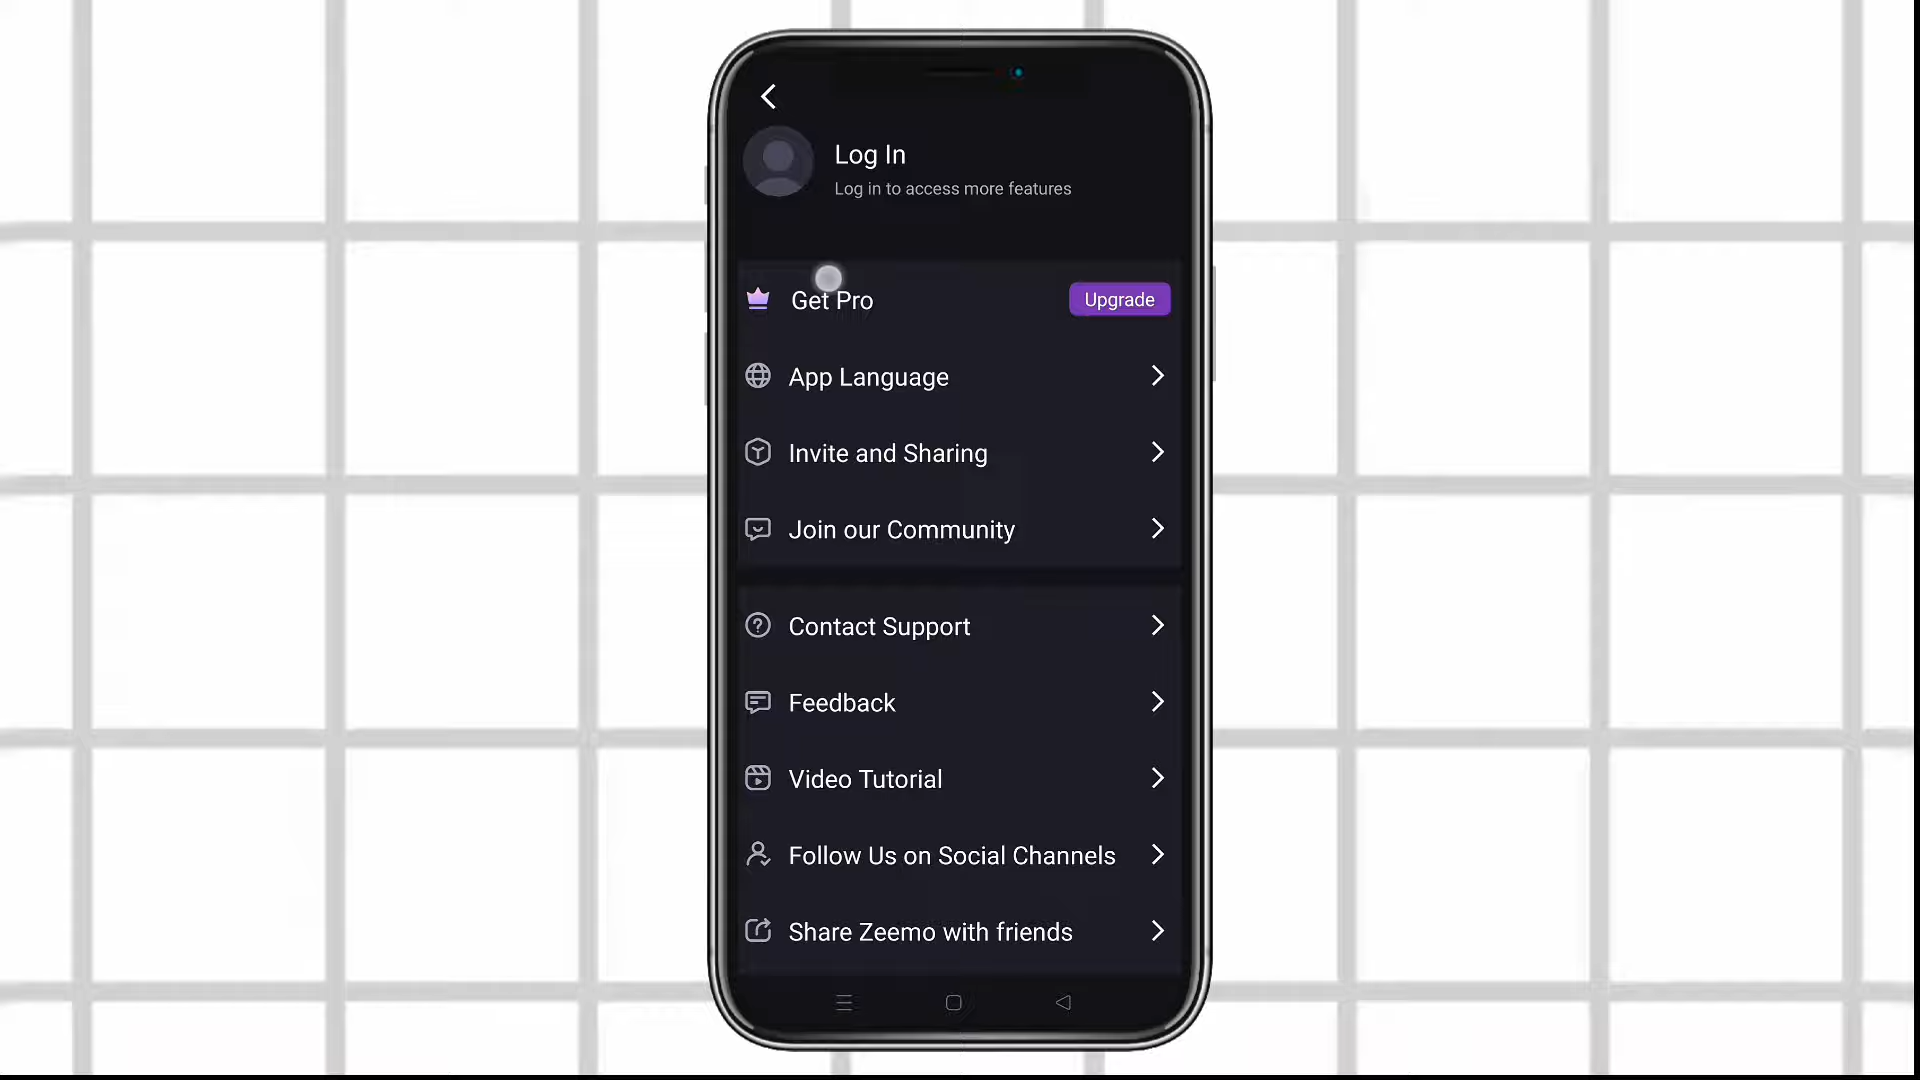 Log In
Log in to access more features
Get Pro
Upgrade
App Language
Invite and Sharing
Join our Community
Contact Support
Feedback
Video Tutorial
Follow Us on Social Channels
Share Zeemo with friends